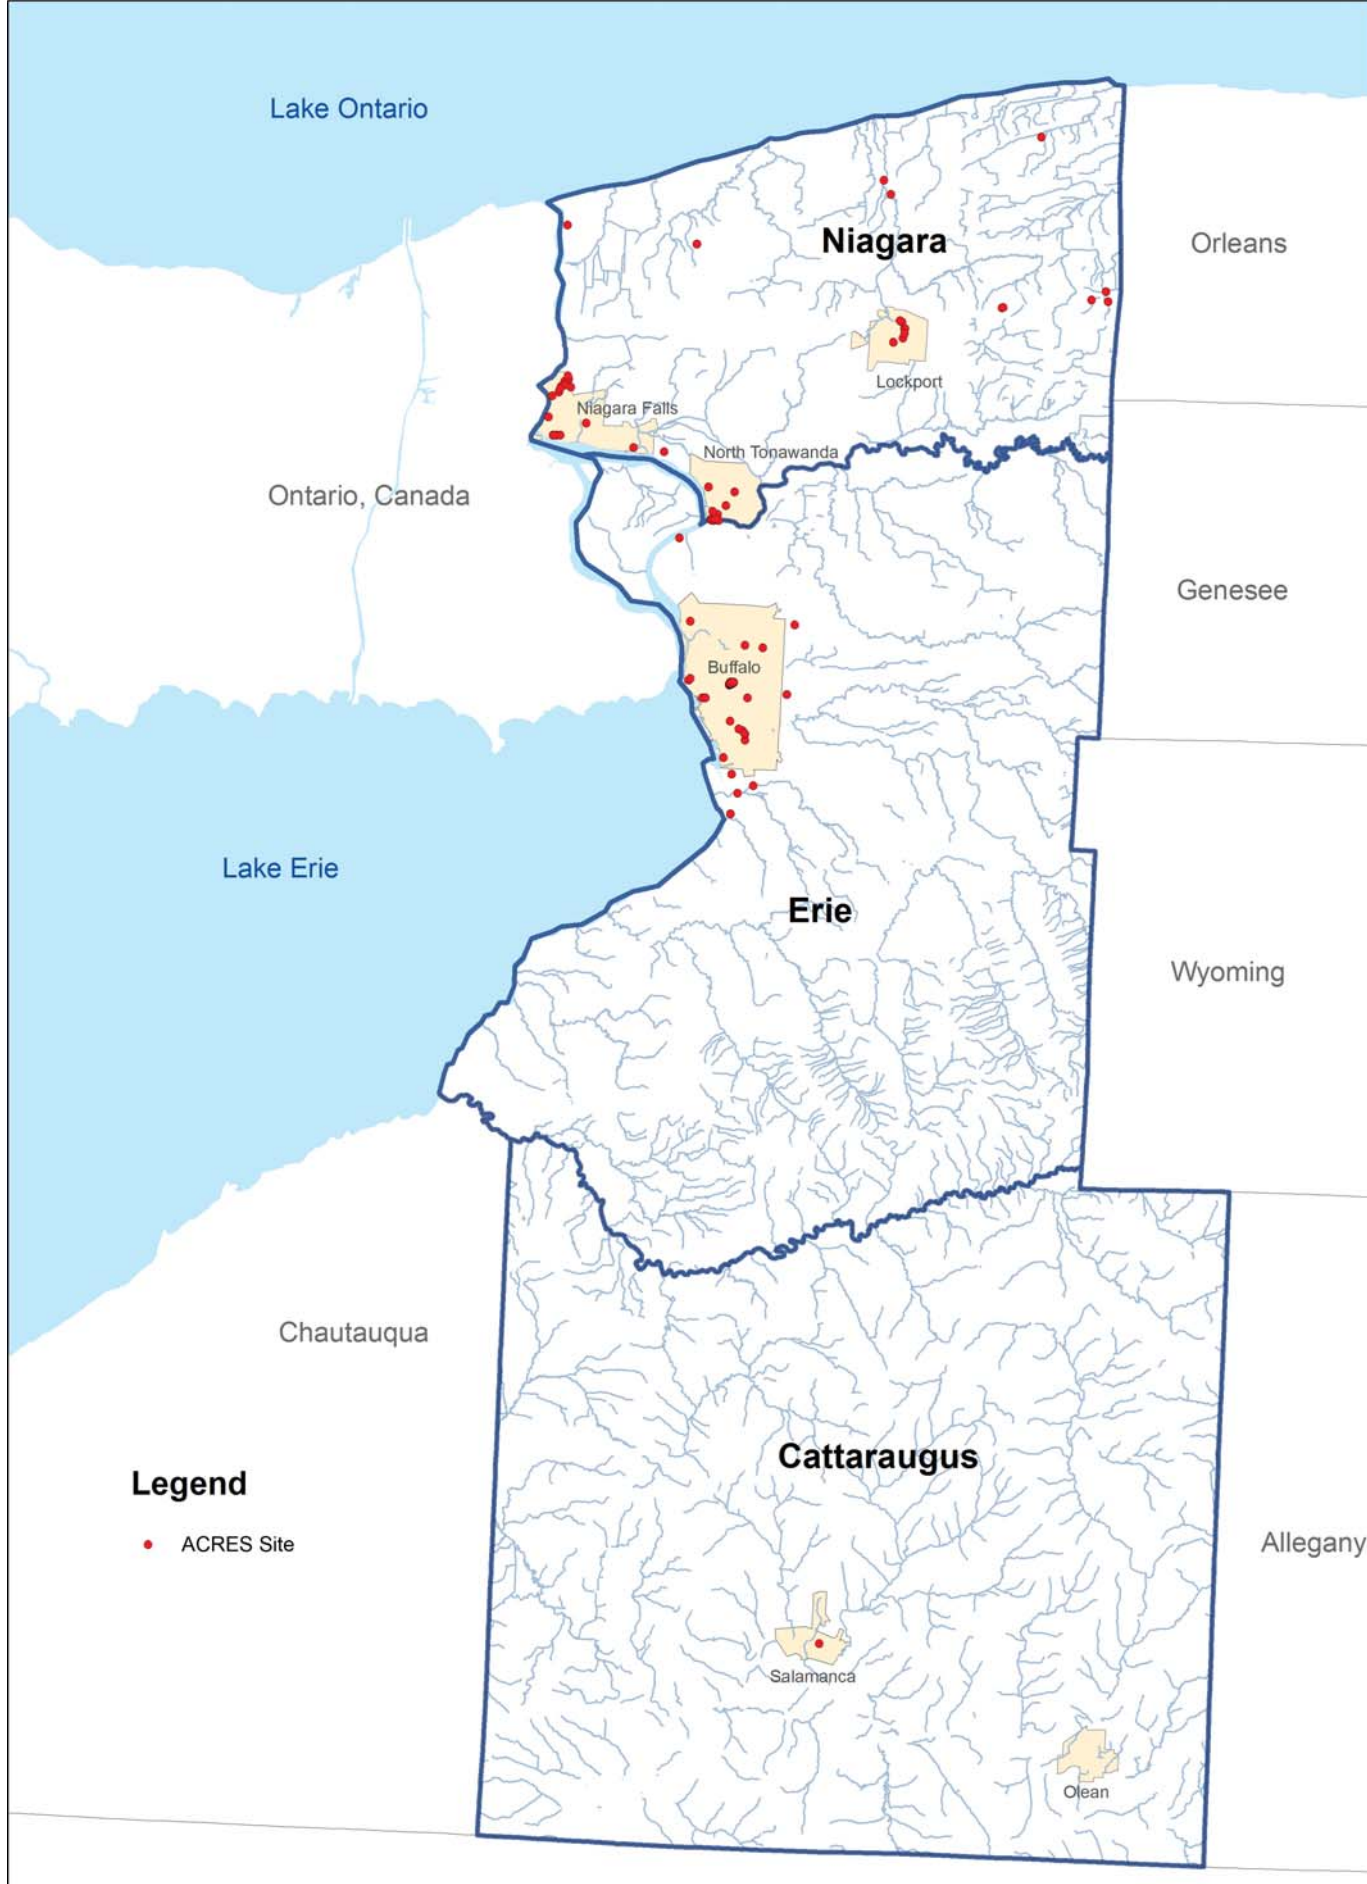 Lake Ontario
Niagara
Orleans
Lockport
Niagara Falls
North Tonawanda
Ontario, Canada
Genesee
Buffalo
Lake Erie
Erie
Wyoming
Chautauqua
Cattaraugus
Legend
ACRES Site
Allegany
Salamanca
Olean